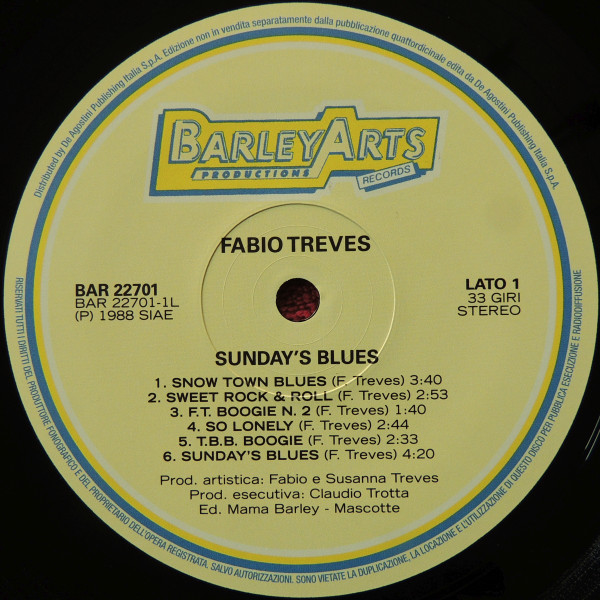 Distributed by De Agostini Publishing Italia S.p.A. Edizione non in vendita separatamente dalla pubblicazione quattordicinale edita da De Agostini Publishing Italia S.p.A.
BARLEYARTS
PRODUCTIONS
RECORDS
FABIO TREVES
BAR 22701
BAR 22701-1L
(P) 1988 SIAE
LATO 1
33 GIRI
STEREO
SUNDAY'S BLUES
1. SNOW TOWN BLUES (F. Treves) 3:40
2. SWEET ROCK & ROLL (F. Treves) 2:53
3. F.T. BOOGIE N. 2 (F. Treves) 1:40
4. SO LONELY (F. Treves) 2:44
5. T.B.B. BOOGIE (F. Treves) 2:33
6. SUNDAY'S BLUES (F. Treves) 4:20
Prod. artistica: Fabio e Susanna Treves
Prod. esecutiva: Claudio Trotta
Ed. Mama Barley - Mascotte
RISERVATI TUTTI I DIRITTI DEL PRODUTTORE FONOGRAFICO E DEL PROPRIETARIO DELL'OPERA REGISTRATA. SALVO AUTORIZZAZIONI. SONO VIETATE LA DUPLICAZIONE, LA LOCAZIONE E L'UTILIZZAZIONE DI QUESTO DISCO PER PUBBLICA ESECUZIONE E RADIODIFFUSIONE